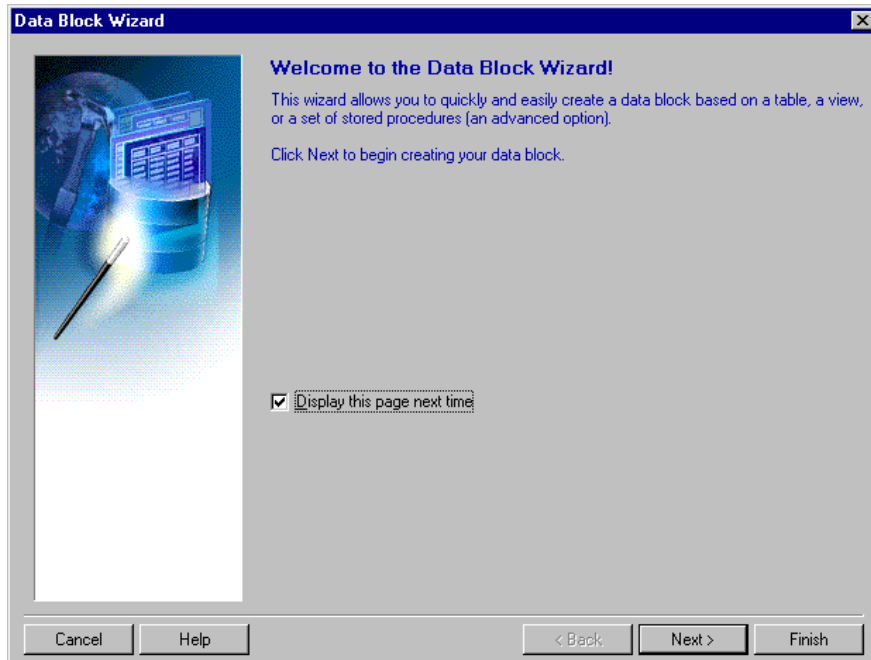 Data Block Wizard
Welcome to the Data Block Wizard!
This wizard allows you to quickly and easily create a data block based on a table, a view,
or a set of stored procedures (an advanced option).
Click Next to begin creating your data block.
Display this page next time
Cancel
Help
< Back
Next >
Finish